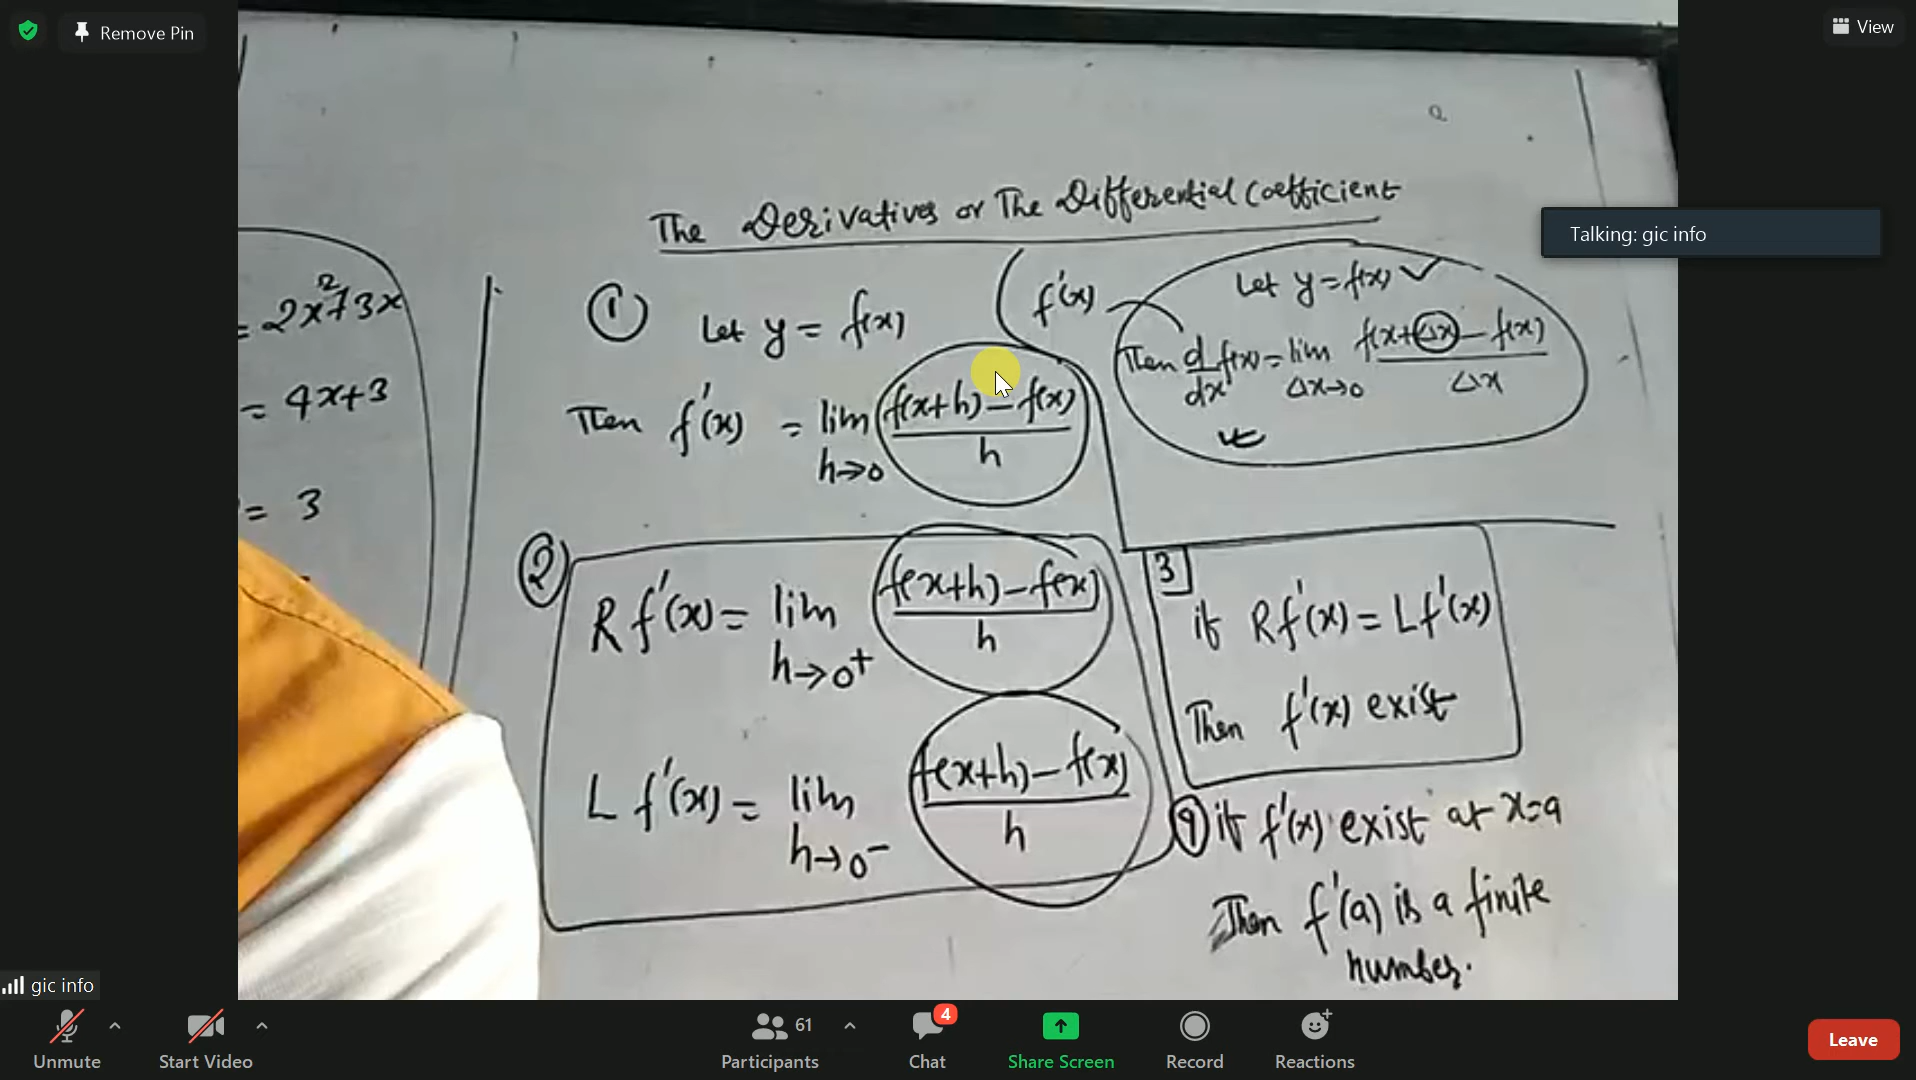 Remove Pin
View
Talking: gic info
The Derivatives or The Differential Coefficient
= 2x²+3x
= 4x+3
= 3
① Let y = f(x)
Then f'(x) = lim h→0 f(x+h) – f(x) / h
f'(x)
Let y = f(x) ✓
Then d/dx f(x) = lim Δx→0 f(x+Δx) – f(x) / Δx
② R f'(x) = lim h→0⁺ f(x+h) – f(x) / h
L f'(x) = lim h→0⁻ f(x+h) – f(x) / h
3
if Rf'(x) = Lf'(x)
Then f'(x) exist
④ if f'(x) exist at x=a
Then f'(a) is a finite
number.
gic info
Unmute
Start Video
61
Participants
4
Chat
Share Screen
Record
Reactions
Leave